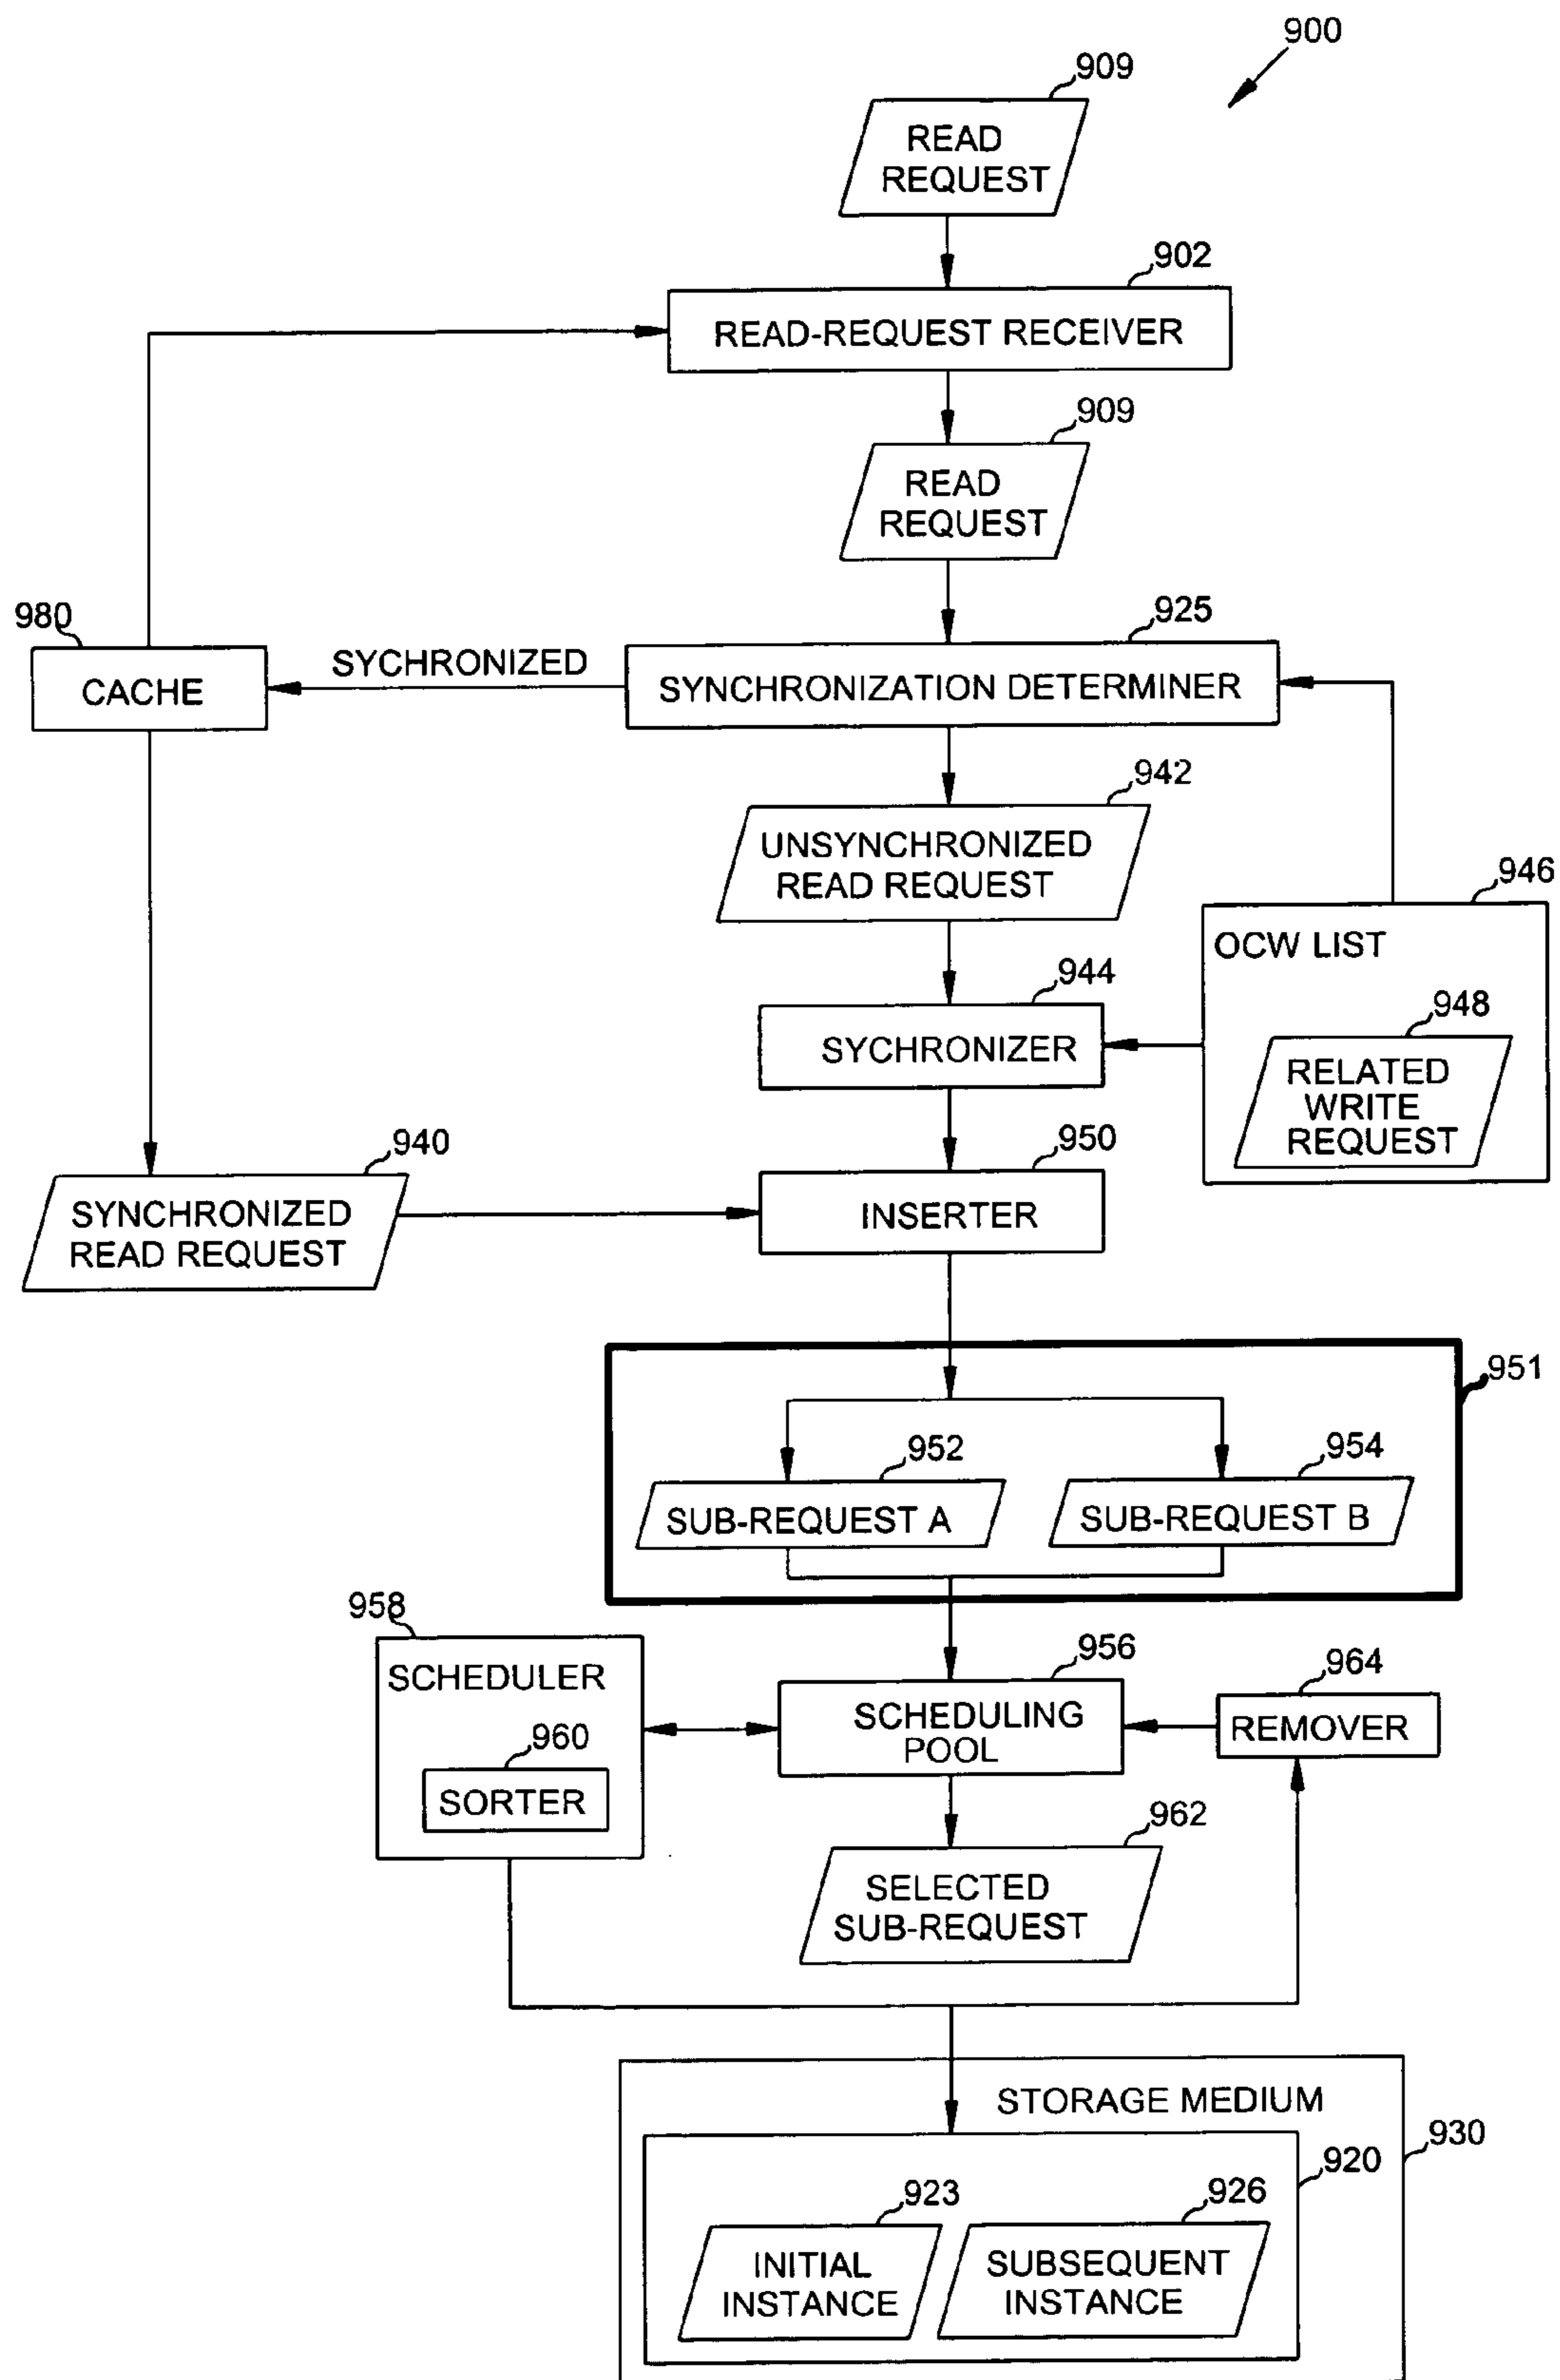 900
909
READ
REQUEST
902
READ-REQUEST RECEIVER
909
READ
REQUEST
980
CACHE
SYCHRONIZED
925
SYNCHRONIZATION DETERMINER
942
UNSYNCHRONIZED
READ REQUEST
946
OCW LIST
948
RELATED
WRITE
REQUEST
944
SYCHRONIZER
940
SYNCHRONIZED
READ REQUEST
950
INSERTER
951
952
SUB-REQUEST A
954
SUB-REQUEST B
958
SCHEDULER
960
SORTER
956
SCHEDULING
POOL
964
REMOVER
962
SELECTED
SUB-REQUEST
STORAGE MEDIUM
930
920
923
INITIAL
INSTANCE
926
SUBSEQUENT
INSTANCE